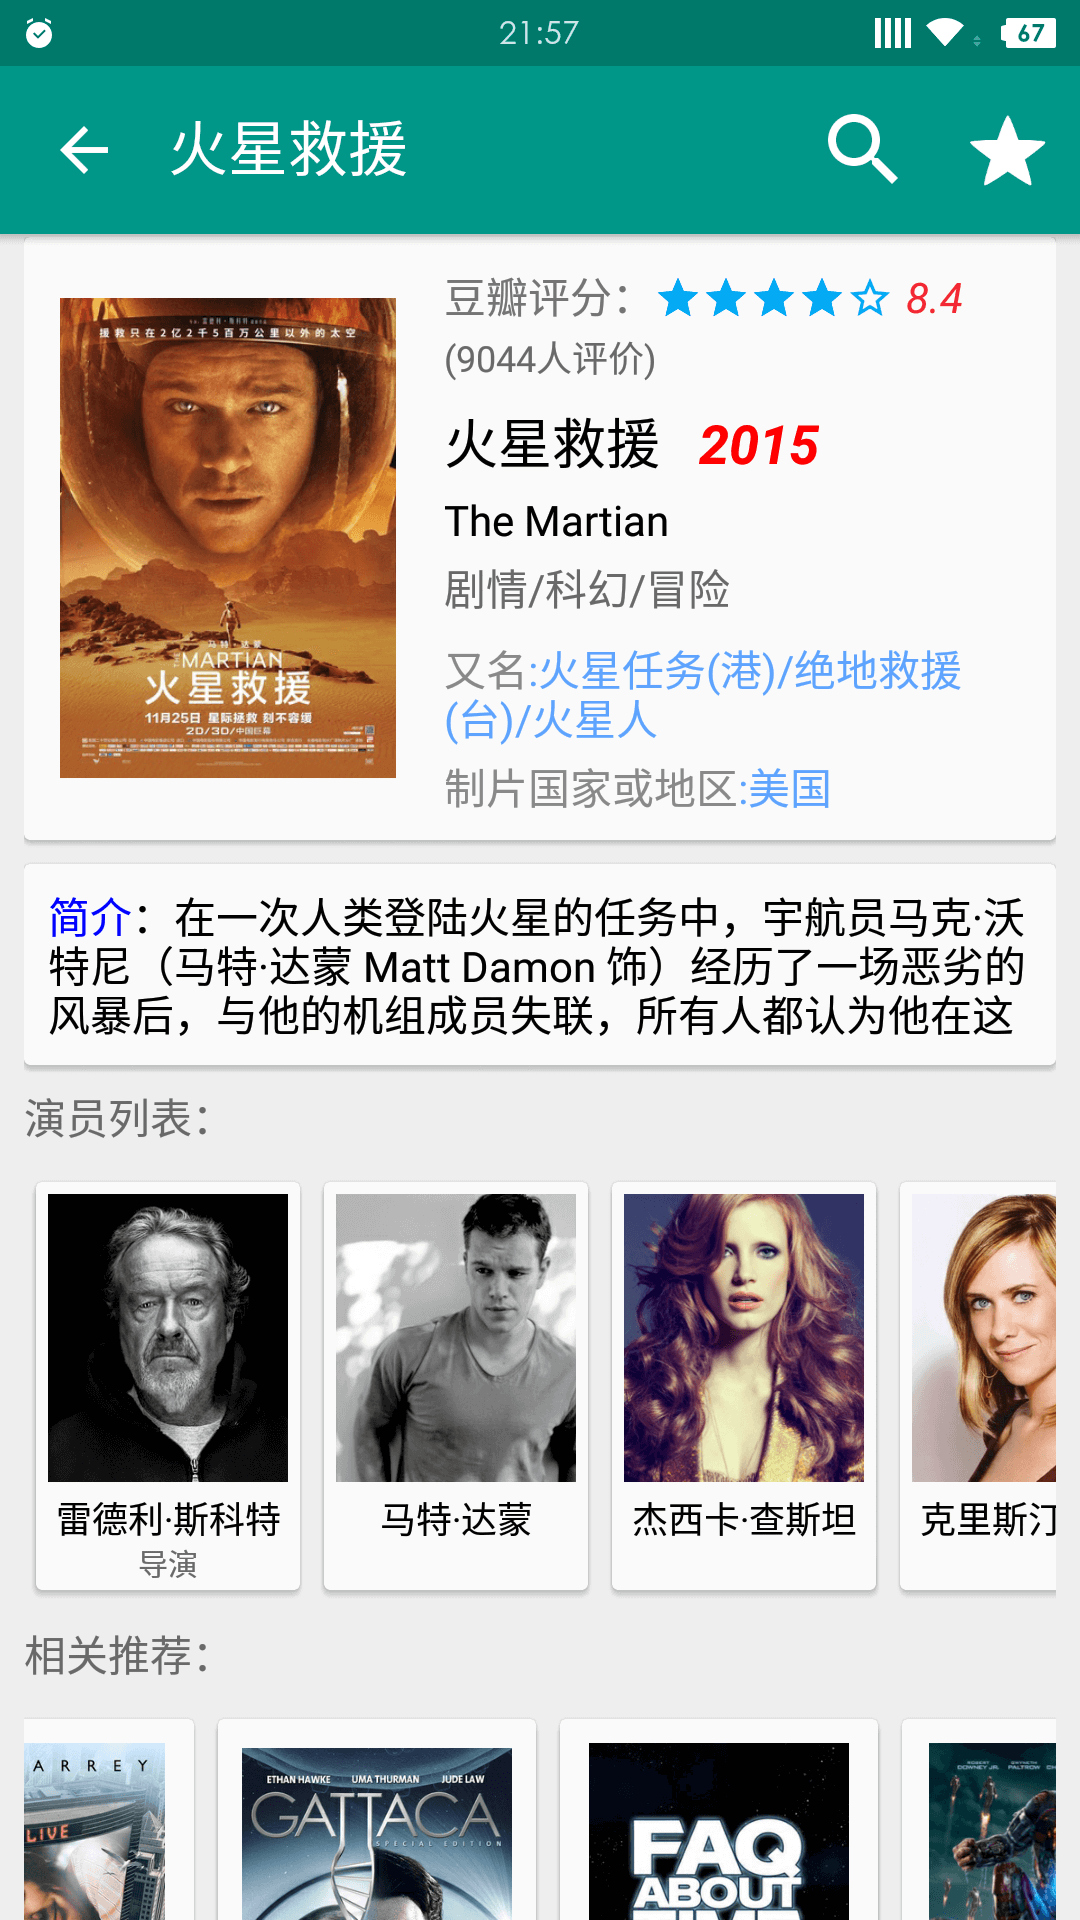 21:57
67
火星救援
豆瓣评分： 8.4
(9044人评价)
火星救援 2015
The Martian
剧情/科幻/冒险
又名:火星任务(港)/绝地救援
(台)/火星人
制片国家或地区:美国
援救只在2亿2千5百万公里以外的太空
马特·达蒙
THE MARTIAN
火星救援
11月25日 星际拯救 刻不容缓
2D/3D/中国巨幕
简介：在一次人类登陆火星的任务中，宇航员马克·沃
特尼（马特·达蒙 Matt Damon 饰）经历了一场恶劣的
风暴后，与他的机组成员失联，所有人都认为他在这
演员列表：
雷德利·斯科特
导演
马特·达蒙
杰西卡·查斯坦
克里斯汀
相关推荐：
ARREY
LIVE
ETHAN HAWKE UMA THURMAN JUDE LAW
GATTACA
SPECIAL EDITION
FAQ
ABOUT
TIME
ROBERT DOWNEY JR. GWYNETH PALTROW